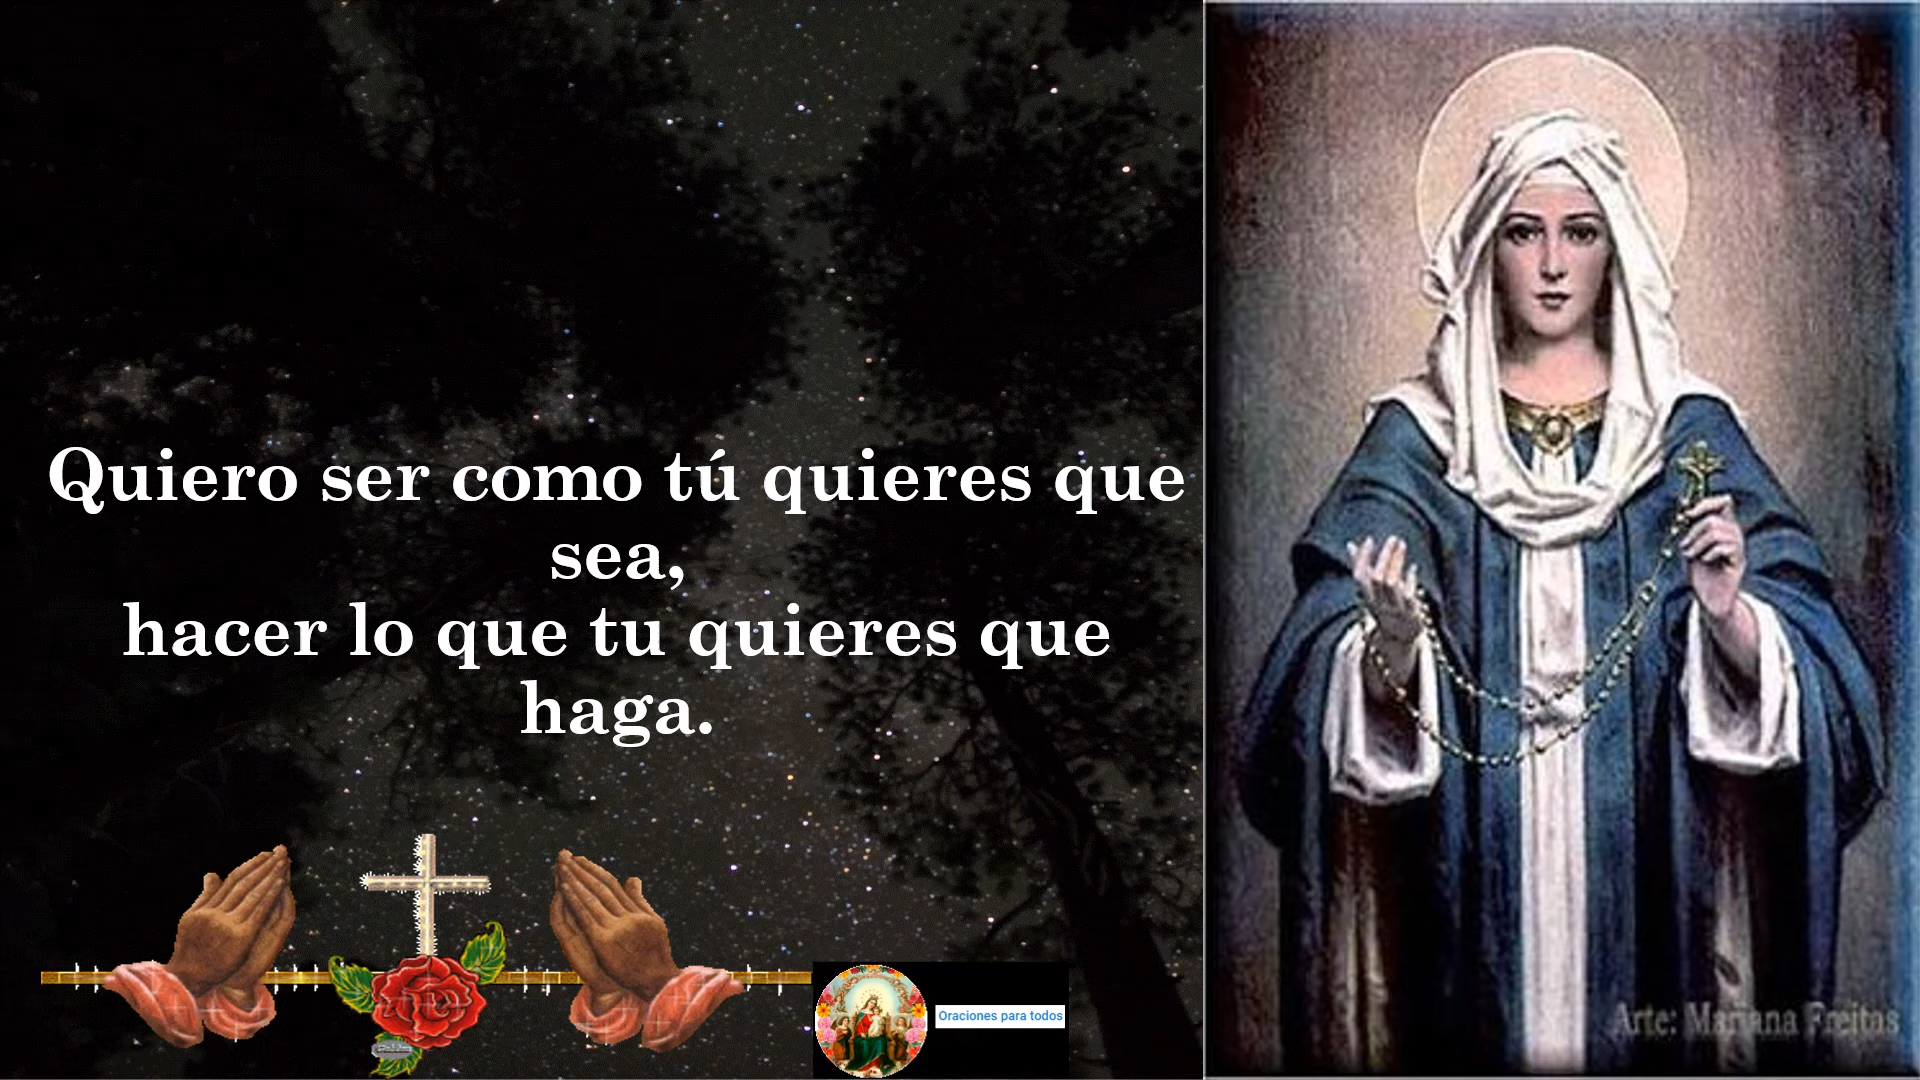 Quiero ser como tú quieres que
sea,
hacer lo que tu quieres que
haga.
Oraciones para todos
Arte: Mariana Freitas